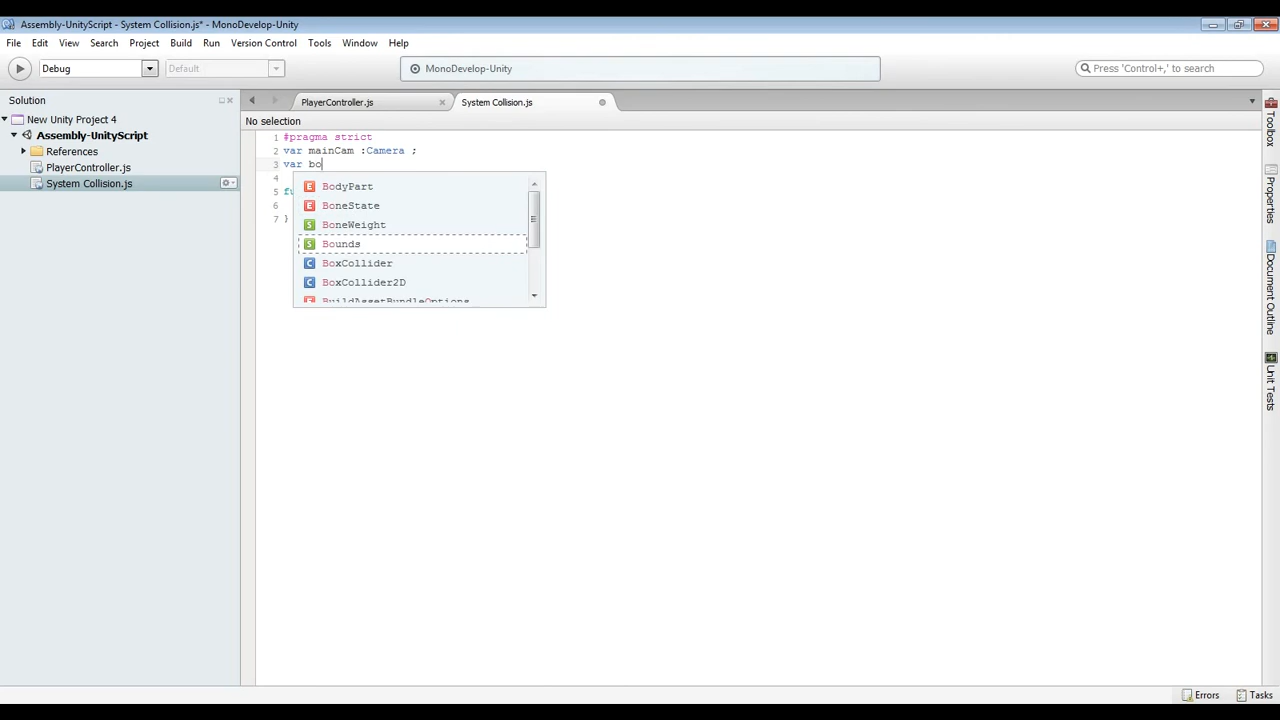 Assembly-UnityScript - System Collision.js* - MonoDevelop-Unity
File Edit View Search Project Build Run Version Control Tools Window Help
Debug Default MonoDevelop-Unity Press 'Control+,' to search
Solution
PlayerController.js System Collision.js
New Unity Project 4
Assembly-UnityScript
References
PlayerController.js
System Collision.js
No selection
1 #pragma strict
2 var mainCam :Camera ;
3 var bo
4
5 fu
6
7 }
E BodyPart
E BoneState
S BoneWeight
S Bounds
C BoxCollider
C BoxCollider2D
E BuildAssetBundleOptions
Toolbox
Properties
Document Outline
Unit Tests
Errors Tasks